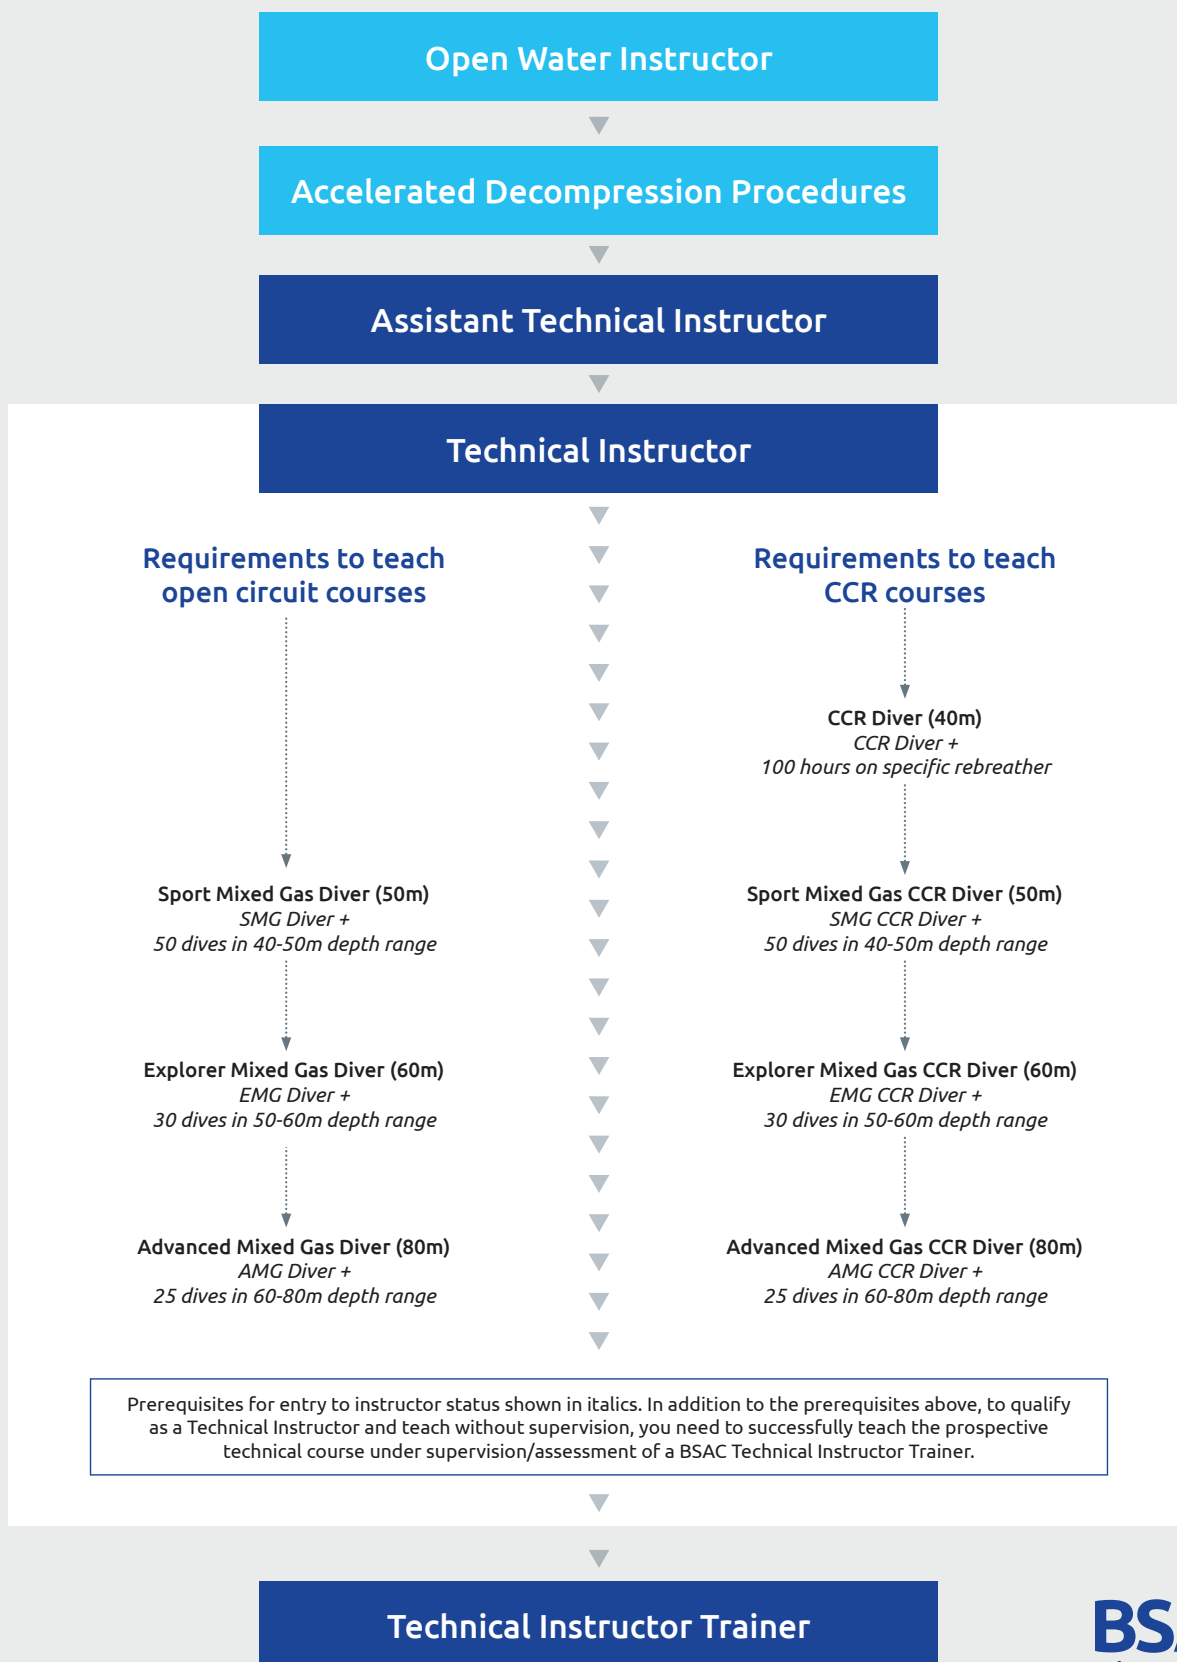 Open Water Instructor
Accelerated Decompression Procedures
Assistant Technical Instructor
Technical Instructor
Requirements to teach
open circuit courses
Sport Mixed Gas Diver (50m)
SMG Diver +
50 dives in 40-50m depth range
Explorer Mixed Gas Diver (60m)
EMG Diver +
30 dives in 50-60m depth range
Advanced Mixed Gas Diver (80m)
AMG Diver +
25 dives in 60-80m depth range
Requirements to teach
CCR courses
CCR Diver (40m)
CCR Diver +
100 hours on specific rebreather
Sport Mixed Gas CCR Diver (50m)
SMG CCR Diver +
50 dives in 40-50m depth range
Explorer Mixed Gas CCR Diver (60m)
EMG CCR Diver +
30 dives in 50-60m depth range
Advanced Mixed Gas CCR Diver (80m)
AMG CCR Diver +
25 dives in 60-80m depth range
Prerequisites for entry to instructor status shown in italics. In addition to the prerequisites above, to qualify
as a Technical Instructor and teach without supervision, you need to successfully teach the prospective
technical course under supervision/assessment of a BSAC Technical Instructor Trainer.
Technical Instructor Trainer